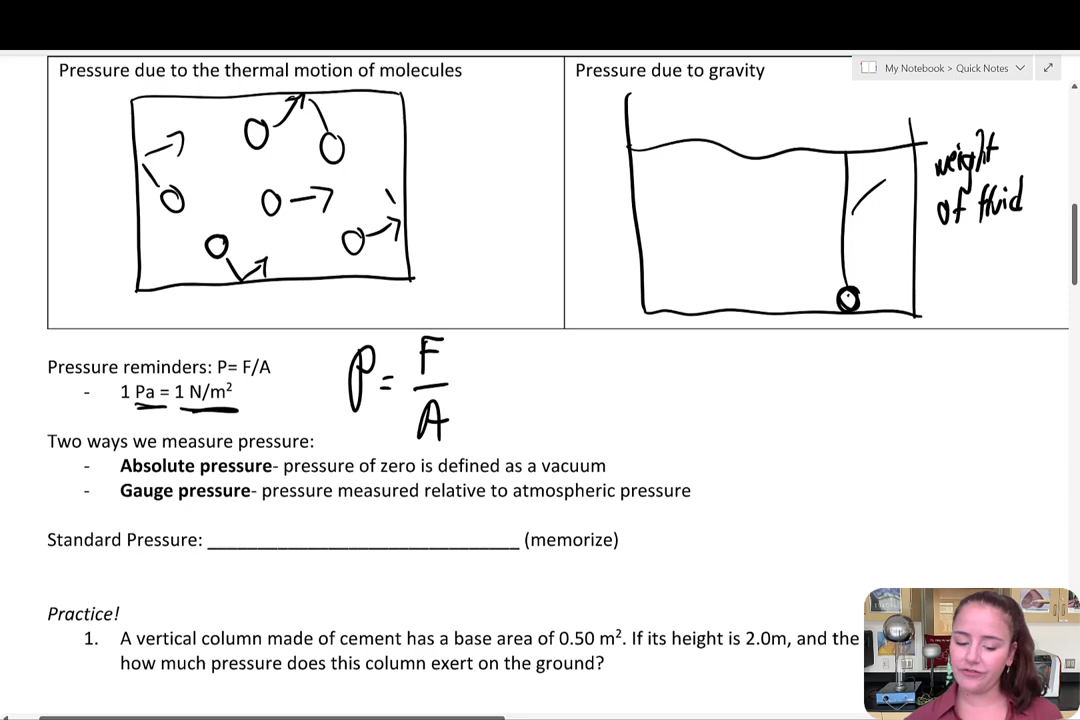 Pressure due to the thermal motion of molecules
Pressure due to gravity
My Notebook > Quick Notes
weight
of fluid
Pressure reminders: P= F/A
- 1 Pa = 1 N/m²
P = F/A
Two ways we measure pressure:
- Absolute pressure- pressure of zero is defined as a vacuum
- Gauge pressure- pressure measured relative to atmospheric pressure
Standard Pressure: ________________________________ (memorize)
Practice!
1. A vertical column made of cement has a base area of 0.50 m². If its height is 2.0m, and the
how much pressure does this column exert on the ground?